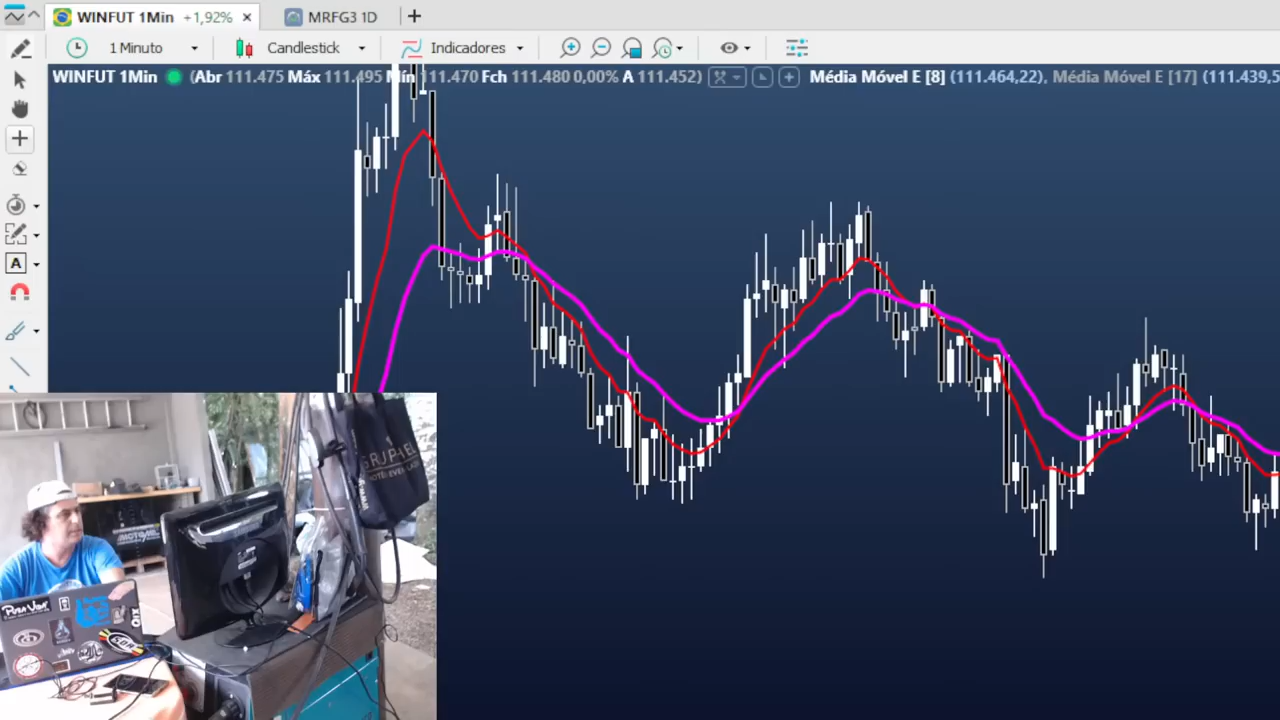 WINFUT 1Min +1,92% × MRFG3 1D +
1 Minuto Candlestick Indicadores
WINFUT 1Min (Abr 111.475 Máx 111.495 Mín 111.470 Fch 111.480 0,00% A 111.452) Média Móvel E [8] (111.464,22), Média Móvel E [17] (111.439,5
A
PURA VIDA